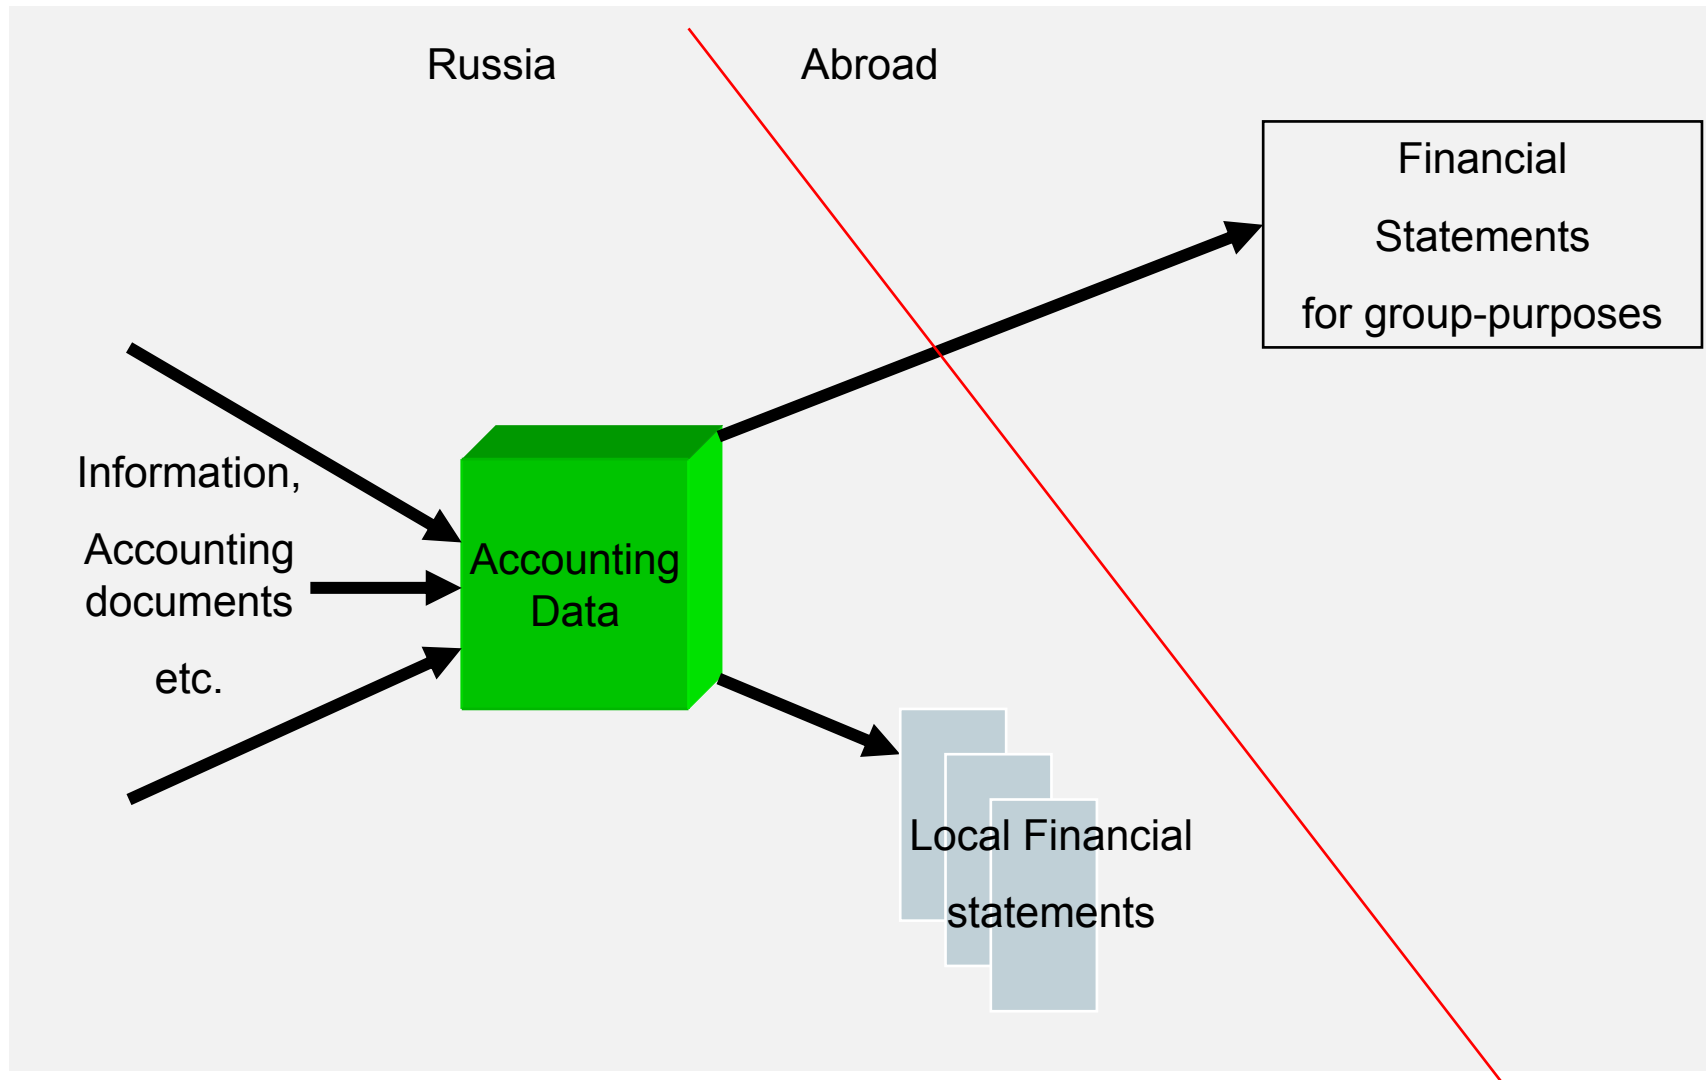 Russia
Abroad
Financial
Statements
for group-purposes
Information,
Accounting
documents
etc.
Accounting
Data
Local Financial
statements